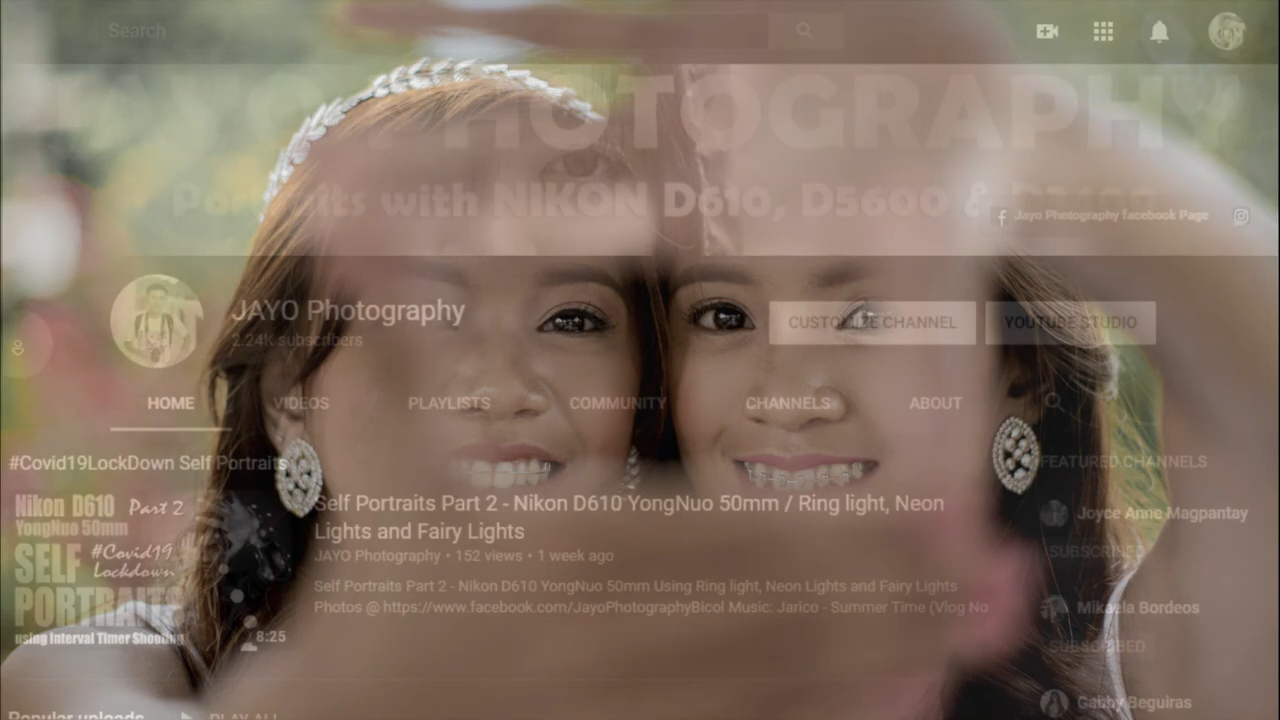 Search
PHOTOGRAPHY
Portraits with NIKON D610, D5600 & D3400
Jayo Photography facebook Page
JAYO Photography
2.24K subscribers
CUSTOMIZE CHANNEL
YOUTUBE STUDIO
HOME
VIDEOS
PLAYLISTS
COMMUNITY
CHANNELS
ABOUT
#Covid19LockDown Self Portraits
FEATURED CHANNELS
Nikon D610 Part 2
YongNuo 50mm
SELF #Covid19
Lockdown
PORTRAITS
using Interval Timer Shooting
8:25
Self Portraits Part 2 - Nikon D610 YongNuo 50mm / Ring light, Neon
Lights and Fairy Lights
JAYO Photography • 152 views • 1 week ago
Self Portraits Part 2 - Nikon D610 YongNuo 50mm Using Ring light, Neon Lights and Fairy Lights
Photos @ https://www.facebook.com/JayoPhotographyBicol Music: Jarico - Summer Time (Vlog No
Joyce Anne Magpantay
SUBSCRIBED
Mikaela Bordeos
SUBSCRIBED
Gabby Beguiras
Popular uploads
PLAY ALL